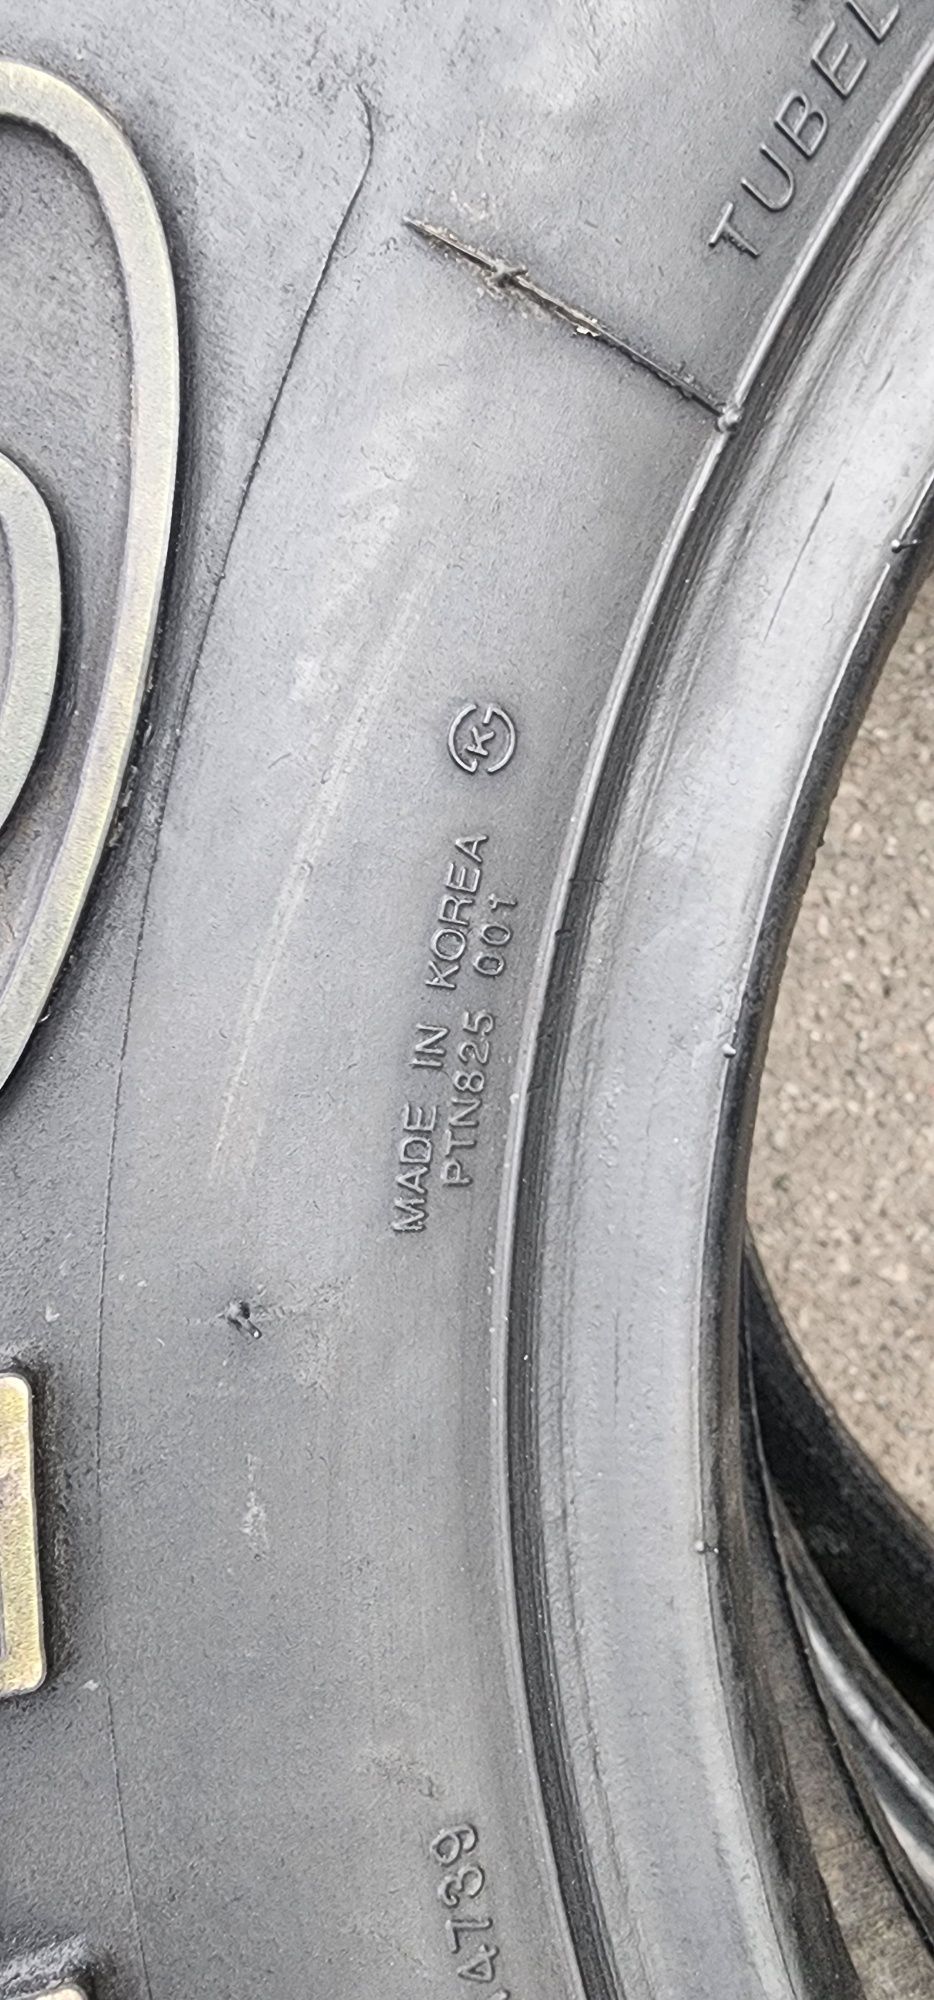 TUBEL
K
MADE IN KOREA
PTN825 001
4739